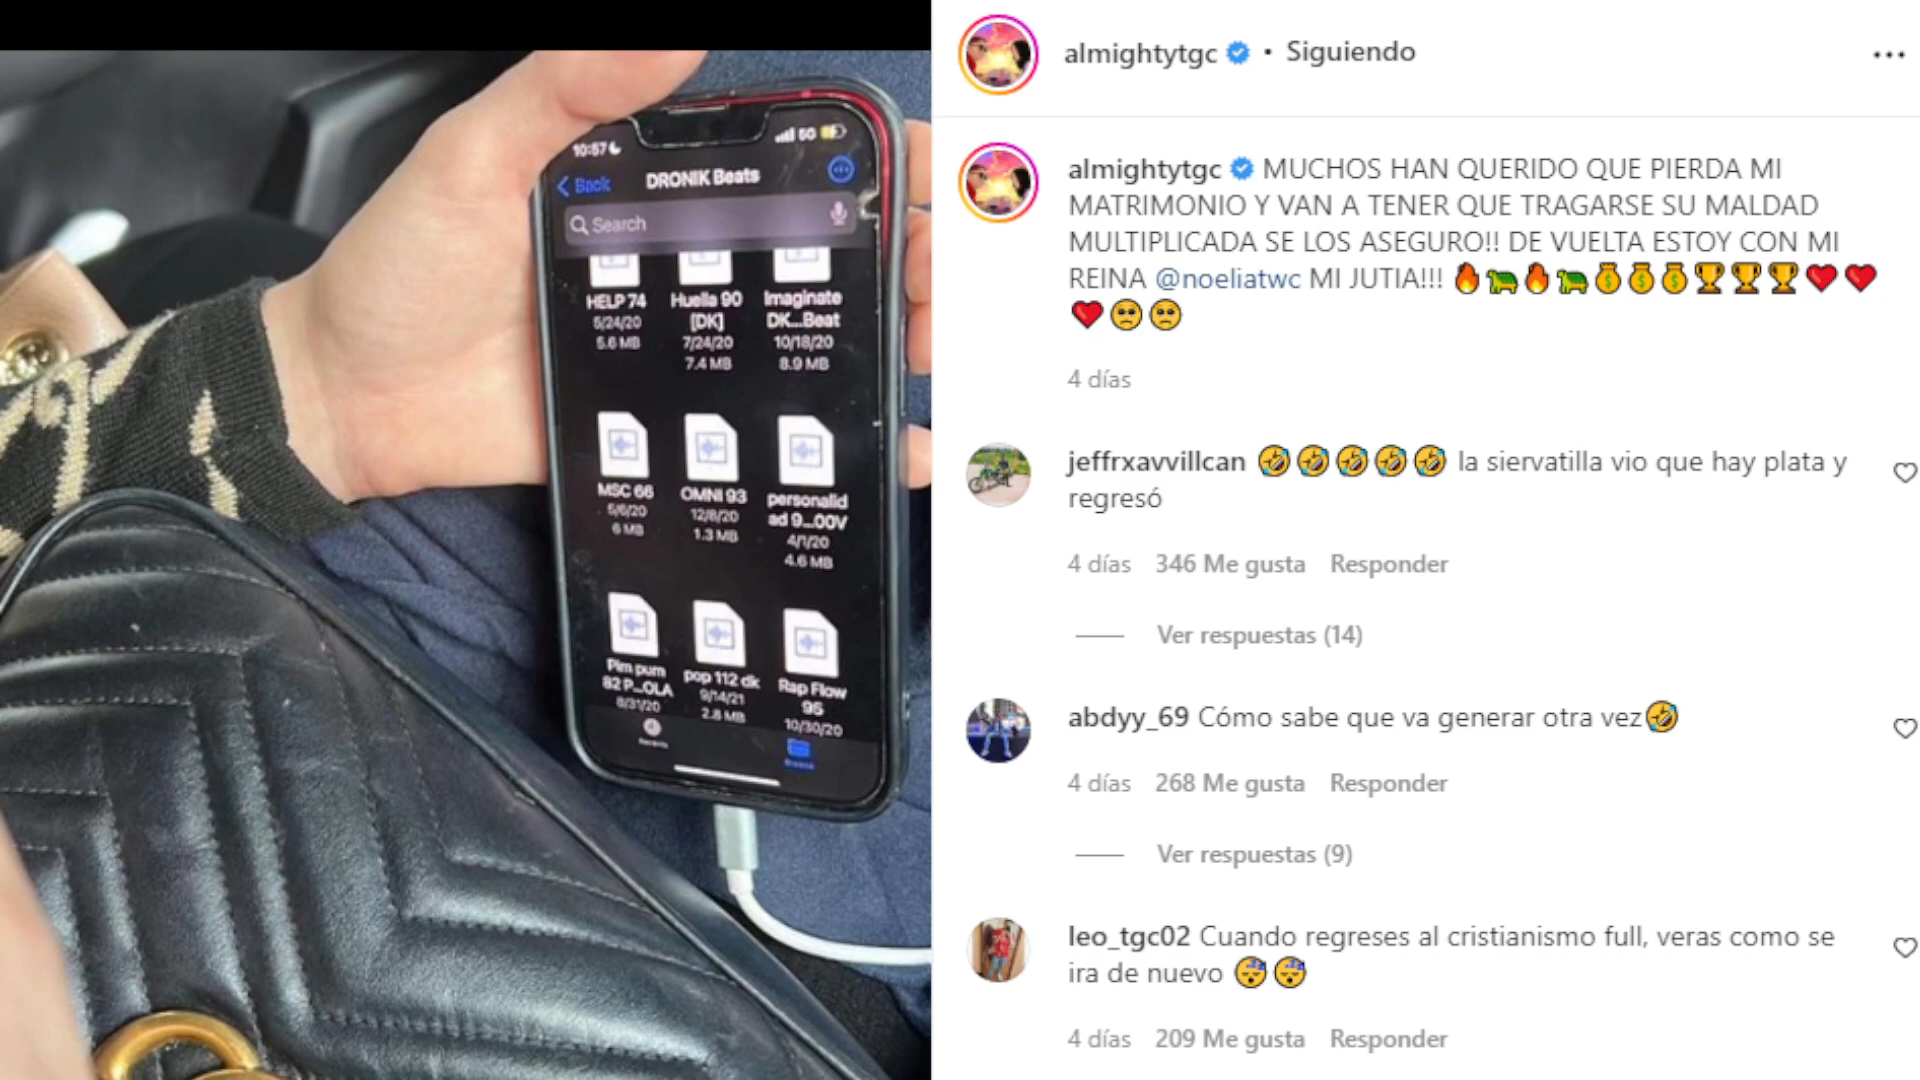 10:57
5G
Back
DRONIK Beats
Search
HELP 74
5/24/20
5.6 MB
Huella 90
[DK]
7/24/20
7.4 MB
Imaginate
DK...Beat
10/18/20
8.9 MB
MSC 66
5/6/20
6 MB
OMNI 93
12/8/20
1.3 MB
personalid
ad 9...00V
4/1/20
4.6 MB
Pim pum
82 P...OLA
8/31/20
pop 112 dk
9/14/21
2.8 MB
Rap Flow
95
10/30/20
Recents
Browse
almightytgc • Siguiendo
almightytgc MUCHOS HAN QUERIDO QUE PIERDA MI
MATRIMONIO Y VAN A TENER QUE TRAGARSE SU MALDAD
MULTIPLICADA SE LOS ASEGURO!! DE VUELTA ESTOY CON MI
REINA @noeliatwc MI JUTIA!!! 🔥🐢🔥🐢💰💰💰🏆🏆🏆❤️❤️
❤️🥺🥺
4 días
jeffrxavvillcan 🤣🤣🤣🤣🤣 la siervatilla vio que hay plata y
regresó
4 días 346 Me gusta Responder
Ver respuestas (14)
abdyy_69 Cómo sabe que va generar otra vez🤣
4 días 268 Me gusta Responder
Ver respuestas (9)
leo_tgc02 Cuando regreses al cristianismo full, veras como se
ira de nuevo 😴😴
4 días 209 Me gusta Responder